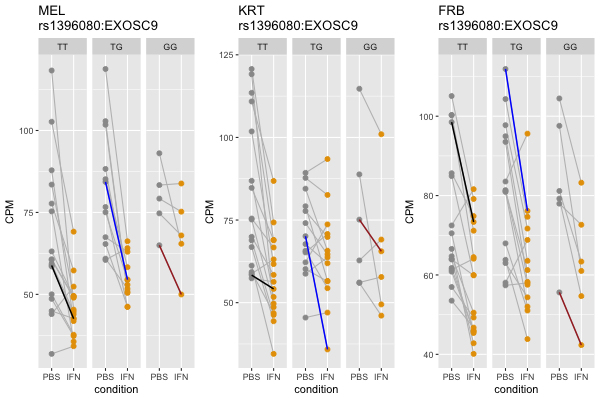 MEL
rs1396080:EXOSC9
TT TG GG
CPM
100
75
50
PBS IFN PBS IFN PBS IFN
condition
KRT
rs1396080:EXOSC9
TT TG GG
CPM
125
100
75
50
PBS IFN PBS IFN PBS IFN
condition
FRB
rs1396080:EXOSC9
TT TG GG
CPM
100
80
60
40
PBS IFN PBS IFN PBS IFN
condition